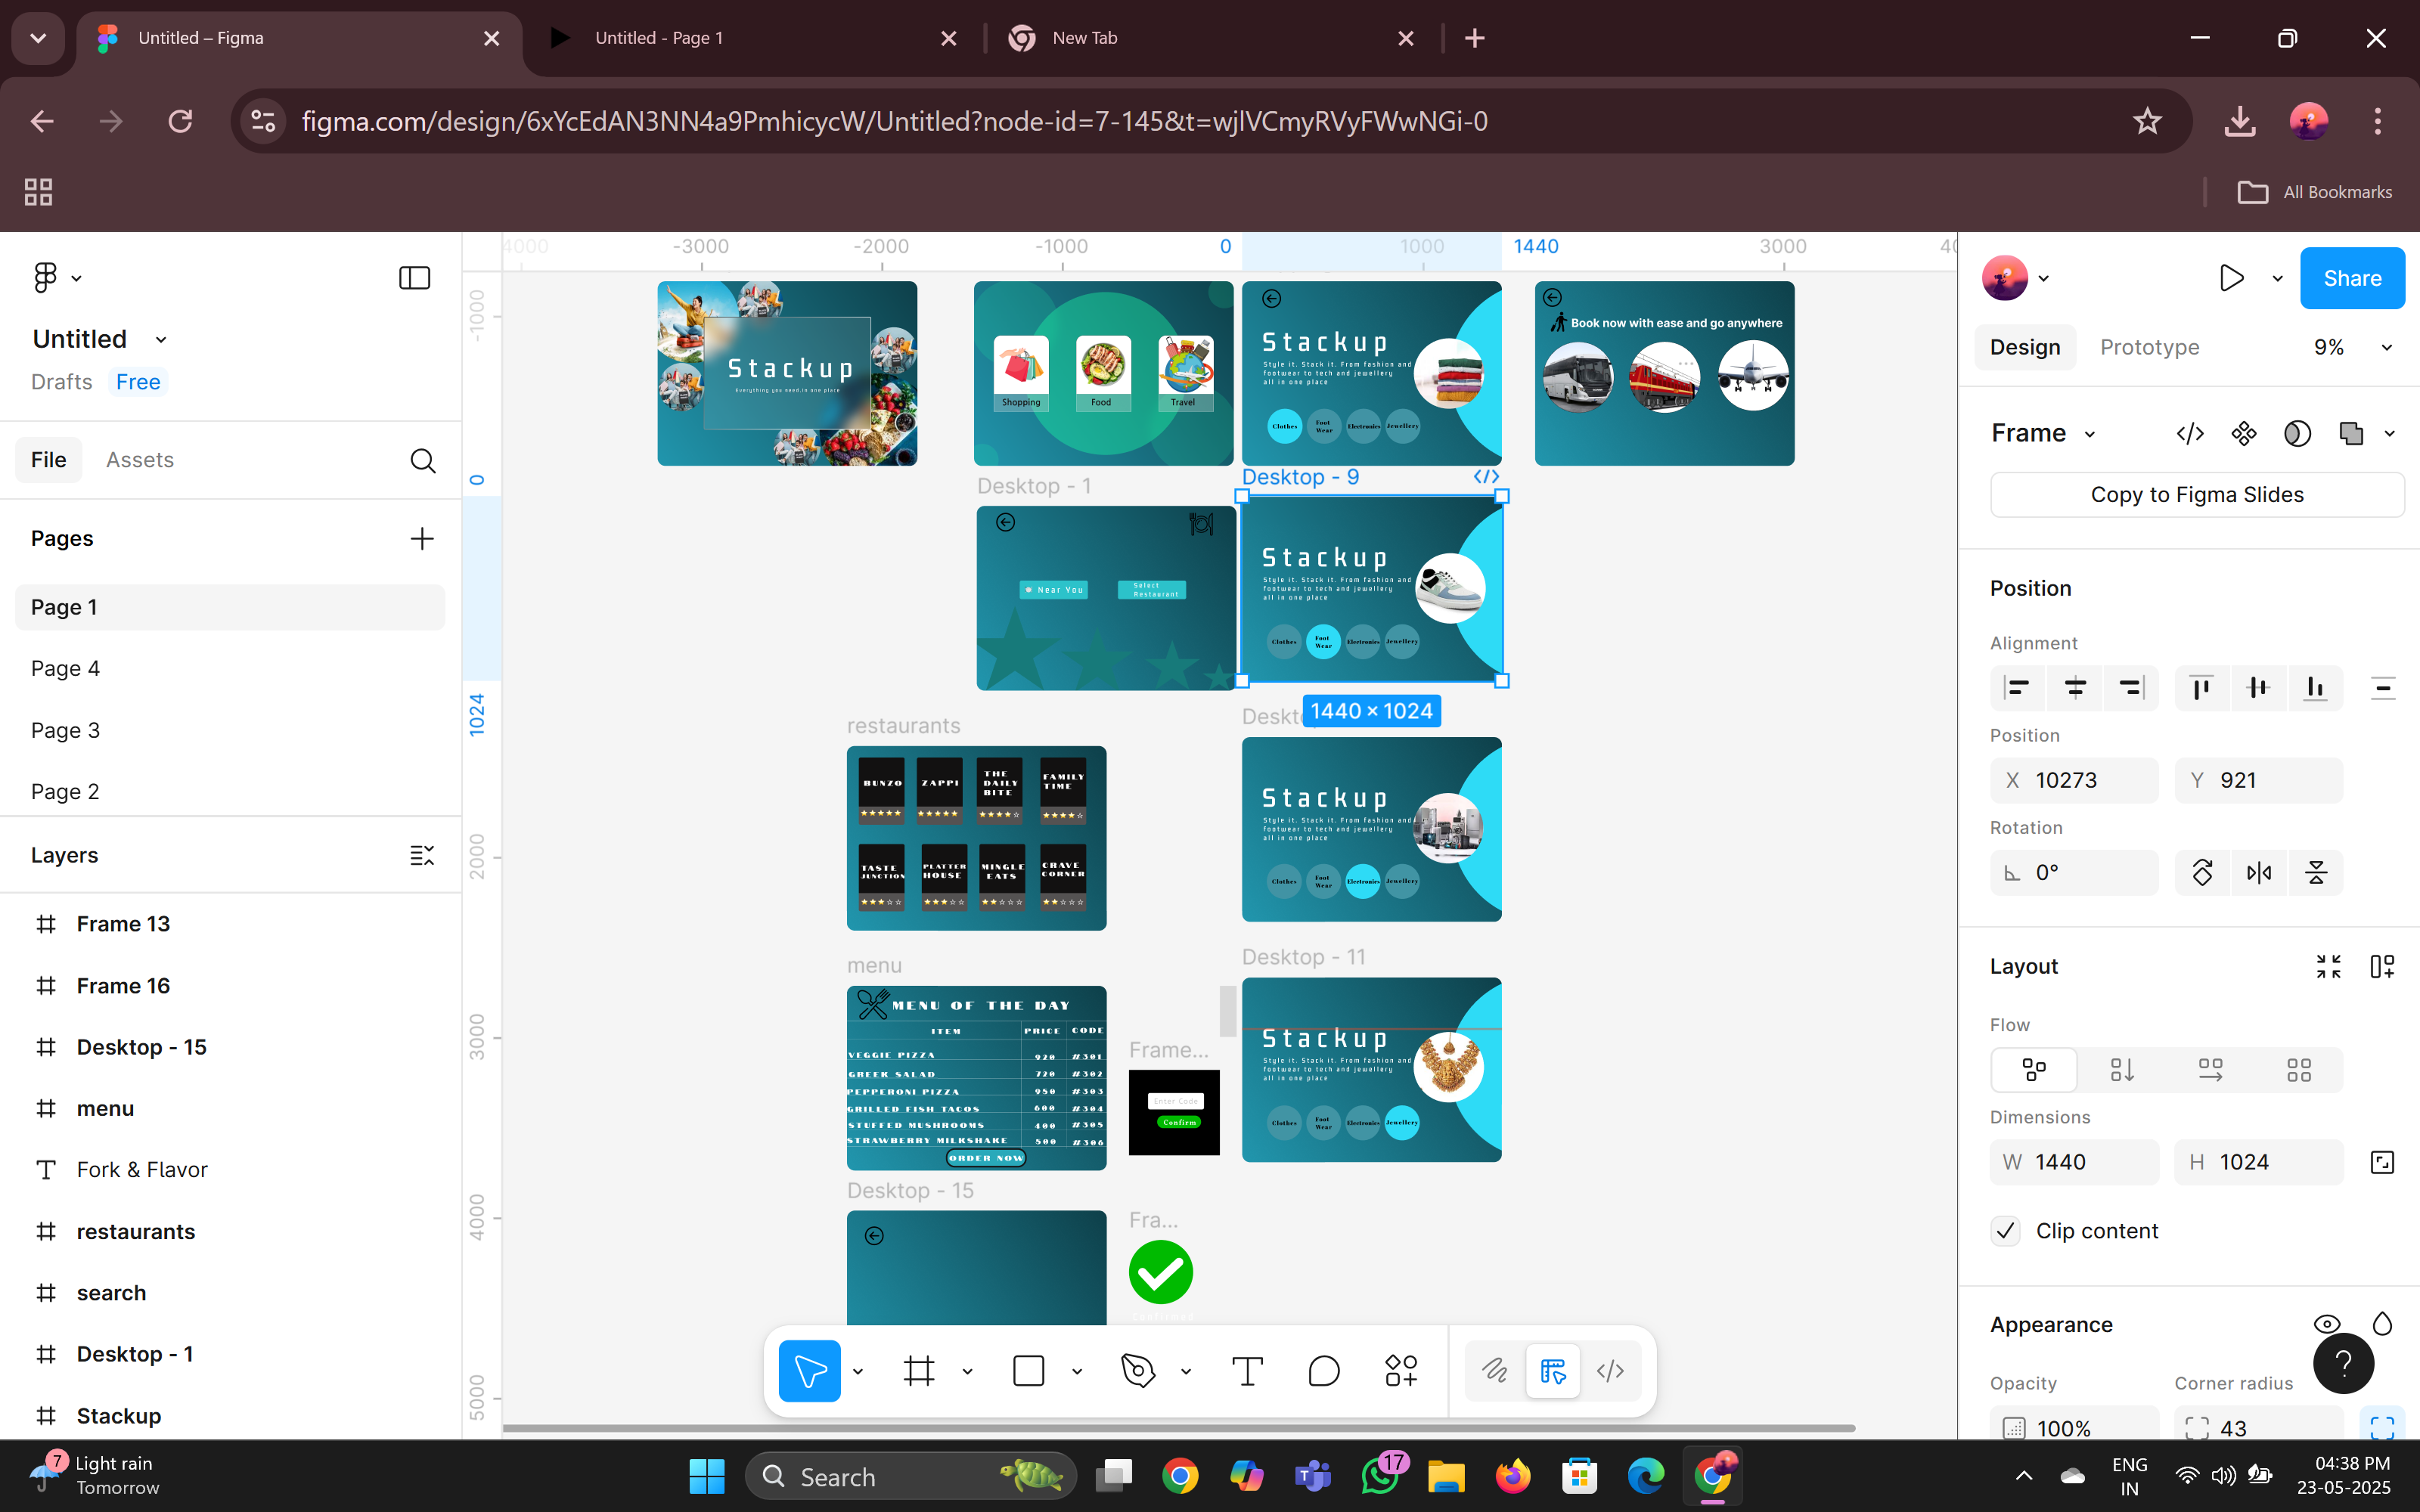 Untitled – Figma
Untitled - Page 1
New Tab
figma.com/design/6xYcEdAN3NN4a9PmhicycW/Untitled?node-id=7-145&t=wjlVCmyRVyFWwNGi-0
All Bookmarks
Untitled
Drafts
Free
File
Assets
Pages
Page 1
Page 4
Page 3
Page 2
Layers
Frame 13
Frame 16
Desktop - 15
menu
Fork & Flavor
restaurants
search
Desktop - 1
Stackup
4000
-3000
-2000
-1000
0
1000
1440
3000
40
-1000
0
1024
2000
3000
4000
5000
Stackup
Everything you need.in one place
Shopping
Food
Travel
Stackup
Style it. Stack it. From fashion and
footwear to tech and jewellery
all in one place
Clothes
Foot
Wear
Electronics
Jewellery
Book now with ease and go anywhere
Desktop - 1
Near You
Select
Restaurant
Desktop - 9
Stackup
Style it. Stack it. From fashion and
footwear to tech and jewellery
all in one place
Clothes
Foot
Wear
Electronics
Jewellery
1440 × 1024
restaurants
BUNZO
ZAPPI
THE
DAILY
BITE
FAMILY
TIME
TASTE
JUNCTION
PLATTER
HOUSE
MINGLE
EATS
CRAVE
CORNER
Deskt
Stackup
Style it. Stack it. From fashion and
footwear to tech and jewellery
all in one place
Clothes
Foot
Wear
Electronics
Jewellery
menu
MENU OF THE DAY
ITEM PRICE CODE
VEGGIE PIZZA 920 #301
GREEK SALAD 720 #302
PEPPERONI PIZZA 950 #303
GRILLED FISH TACOS 600 #304
STUFFED MUSHROOMS 400 #305
STRAWBERRY MILKSHAKE 500 #306
ORDER NOW
Frame...
Enter Code
Confirm
Desktop - 11
Stackup
Style it. Stack it. From fashion and
footwear to tech and jewellery
all in one place
Clothes
Foot
Wear
Electronics
Jewellery
Desktop - 15
Fra...
Share
Design
Prototype
9%
Frame
Copy to Figma Slides
Position
Alignment
Position
X 10273
Y 921
Rotation
0°
Layout
Flow
Dimensions
W 1440
H 1024
Clip content
Appearance
Opacity
Corner radius
100%
43
?
7
Light rain
Tomorrow
Search
17
ENG
IN
04:38 PM
23-05-2025